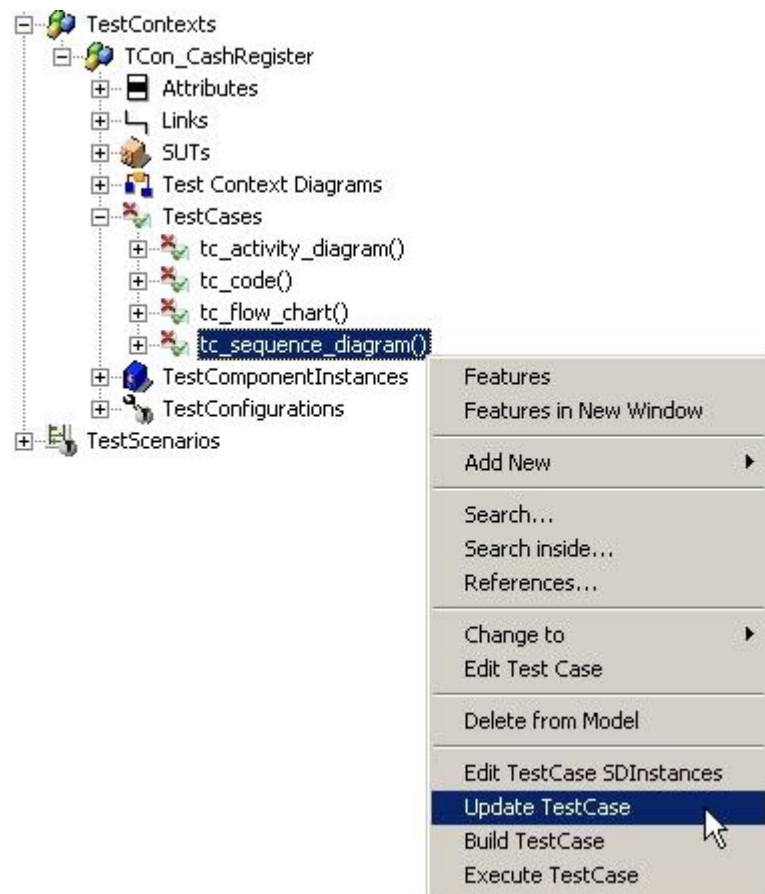 TestContexts
TCon_CashRegister
Attributes
Links
SUTs
Test Context Diagrams
TestCases
tc_activity_diagram()
tc_code()
tc_flow_chart()
tc_sequence_diagram()
TestComponentInstances
TestConfigurations
TestScenarios
Features
Features in New Window
Add New
Search...
Search inside...
References...
Change to
Edit Test Case
Delete from Model
Edit TestCase SDInstances
Update TestCase
Build TestCase
Execute TestCase